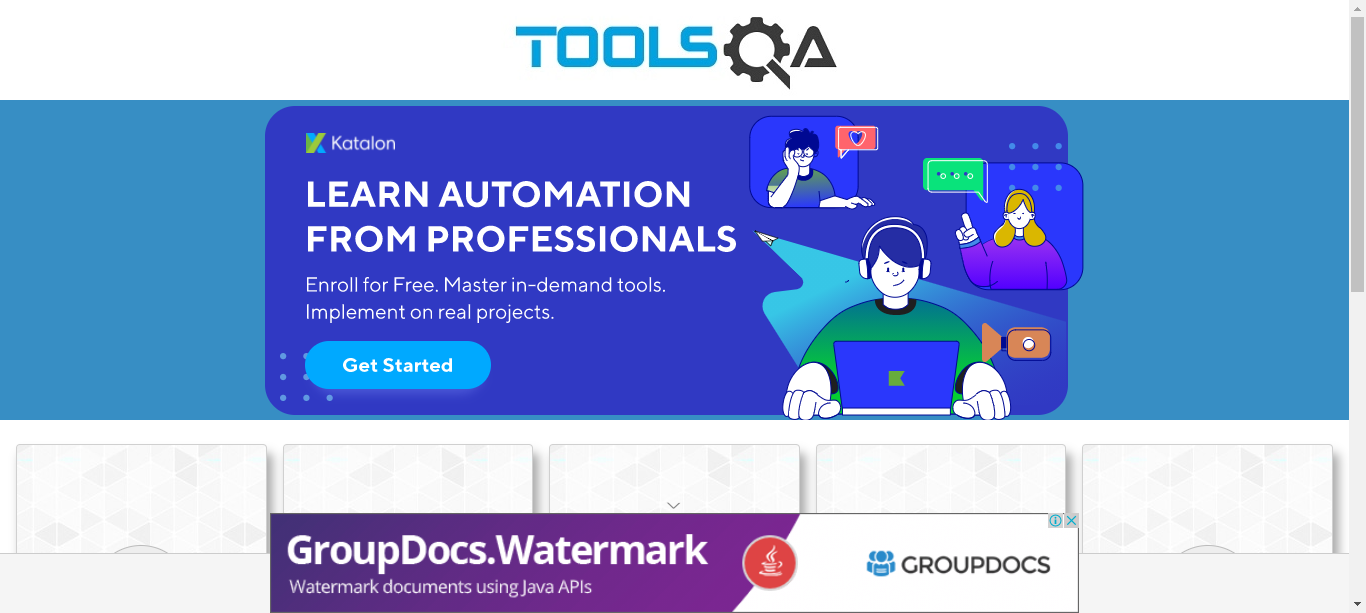 TOOLSQA
Katalon
LEARN AUTOMATION
FROM PROFESSIONALS
Enroll for Free. Master in-demand tools.
Implement on real projects.
Get Started
GroupDocs.Watermark
Watermark documents using Java APIs
GROUPDOCS